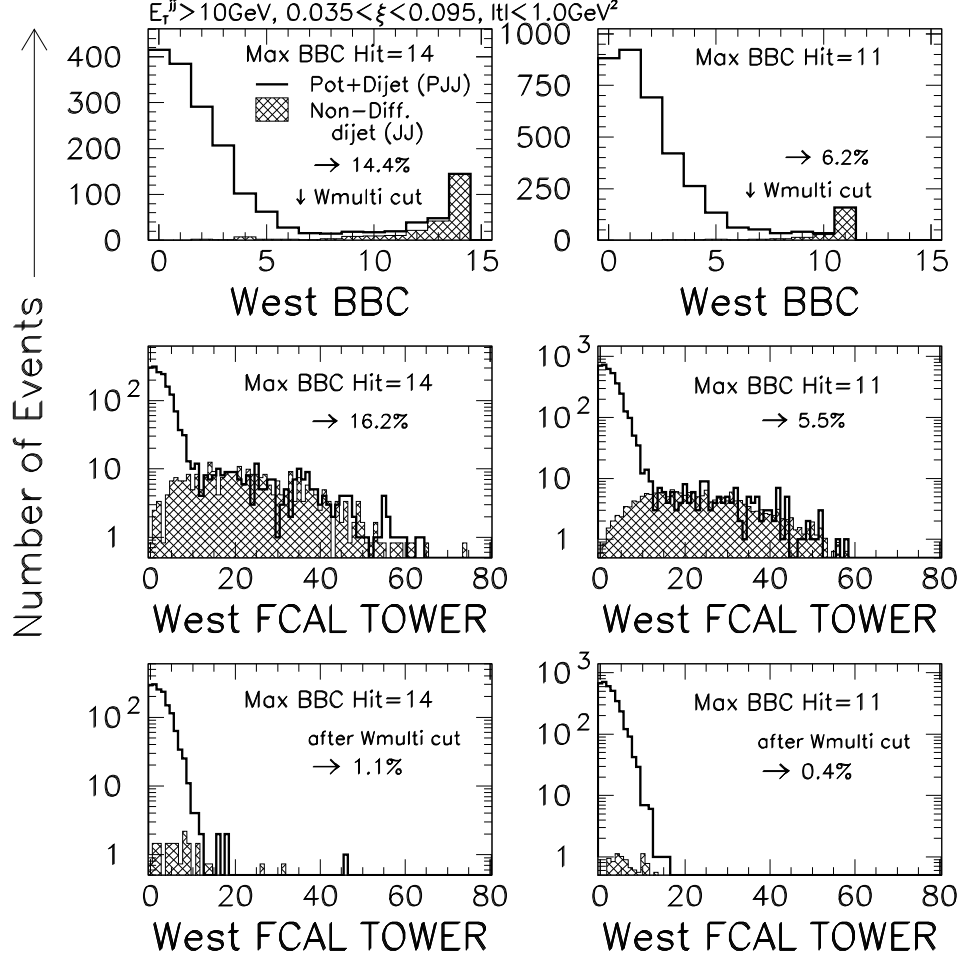 E_T^jj>10GeV, 0.035<ξ<0.095, |t|<1.0GeV²
Number of Events
400
300
200
100
0
Max BBC Hit=14
Pot+Dijet (PJJ)
Non-Diff.
dijet (JJ)
→ 14.4%
↓ Wmulti cut
0 5 10 15
West BBC
1000
750
500
250
0
Max BBC Hit=11
→ 6.2%
↓ Wmulti cut
0 5 10 15
West BBC
10²
10
1
Max BBC Hit=14
→ 16.2%
0 20 40 60 80
West FCAL TOWER
10³
10²
10
1
Max BBC Hit=11
→ 5.5%
0 20 40 60 80
West FCAL TOWER
10²
10
1
Max BBC Hit=14
after Wmulti cut
→ 1.1%
0 20 40 60 80
West FCAL TOWER
10³
10²
10
1
Max BBC Hit=11
after Wmulti cut
→ 0.4%
0 20 40 60 80
West FCAL TOWER